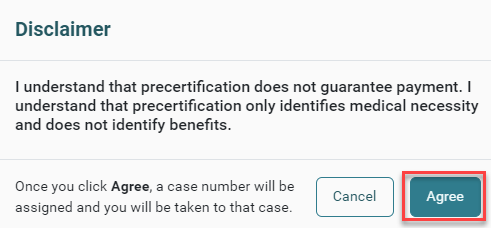 Disclaimer
I understand that precertification does not guarantee payment. I
understand that precertification only identifies medical necessity
and does not identify benefits.
Once you click Agree, a case number will be
assigned and you will be taken to that case.
Cancel
Agree